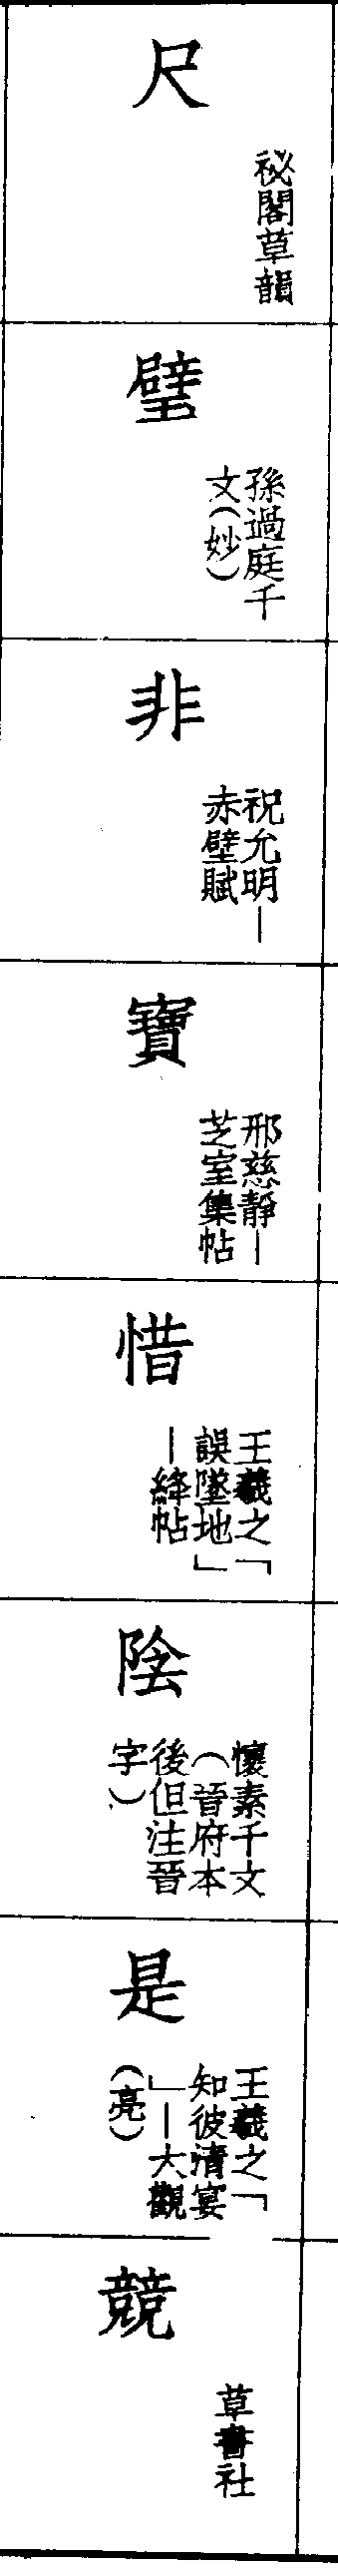 尺
祕閣草韻
璧
孫過庭千
文(妙)
非
祝允明—
赤壁賦
寶
邢慈靜—
芝室集帖
惜
王羲之「
誤墜地」
—絳帖
陰
懷素千文
(晉府本
後但注晉
字)
是
王羲之「
知彼清宴
」—大觀
(亮)
競
草書社